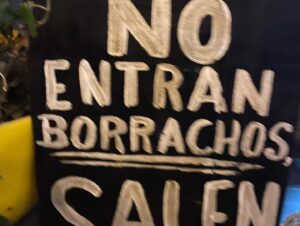 NO
ENTRAN
BORRACHOS,
SALEN